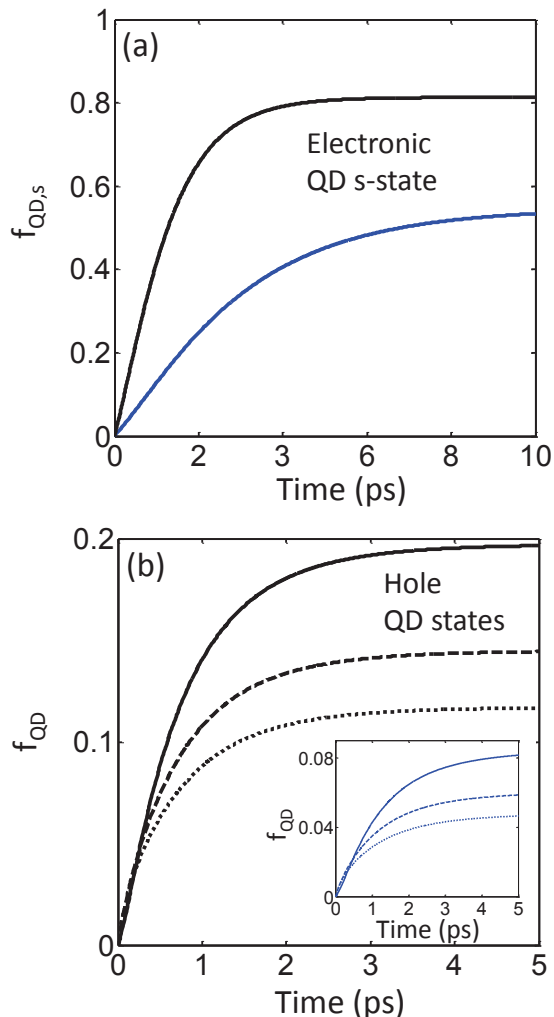 (a)
1
0.8
0.6
0.4
0.2
0
f_QD,s
Electronic
QD s-state
0 2 3 6 8 10
Time (ps)
(b)
0.2
0.1
0
f_QD
Hole
QD states
0.08
0.04
0
f_QD
0 1 2 3 4 5
Time (ps)
0 1 2 3 4 5
Time (ps)